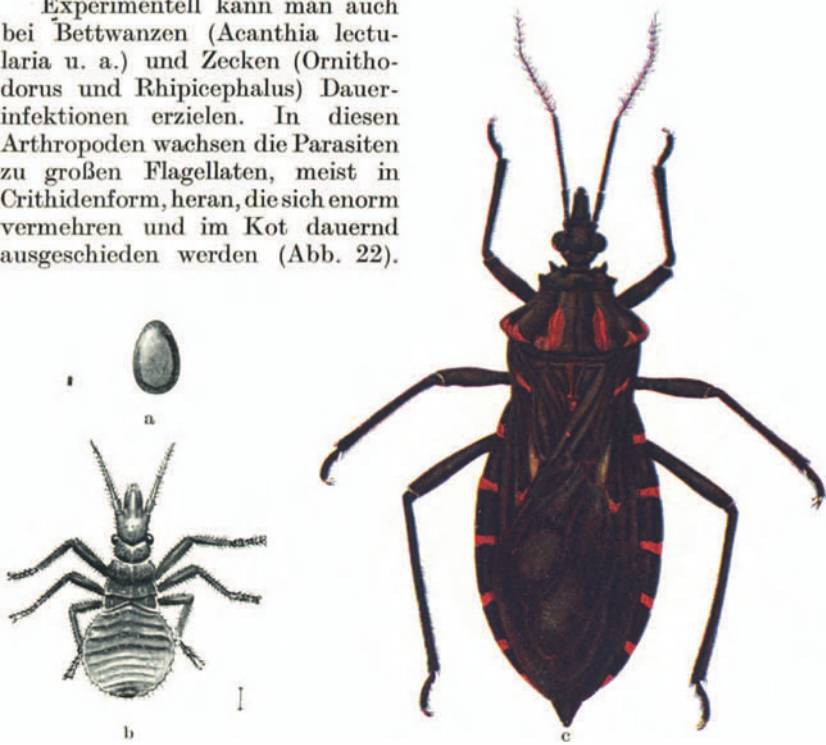 Experimentell kann man auch
bei Bettwanzen (Acanthia lectu-
laria u. a.) und Zecken (Ornitho-
dorus und Rhipicephalus) Dauer-
infektionen erzielen. In diesen
Arthropoden wachsen die Parasiten
zu großen Flagellaten, meist in
Crithidenform, heran, die sich enorm
vermehren und im Kot dauernd
ausgeschieden werden (Abb. 22).
a
b
c